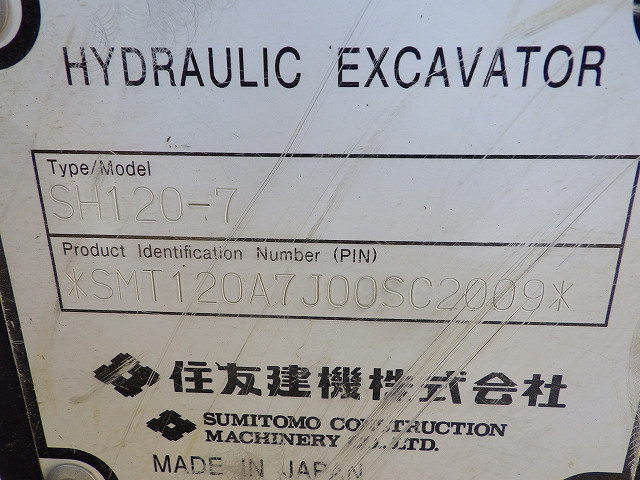 HYDRAULIC EXCAVATOR
Type/Model
SH120-7
Product Identification Number (PIN)
*SMT120A7J00SC2009*
住友建機株式会社
SUMITOMO CONSTRUCTION
MACHINERY CO., LTD.
MADE IN JAPAN